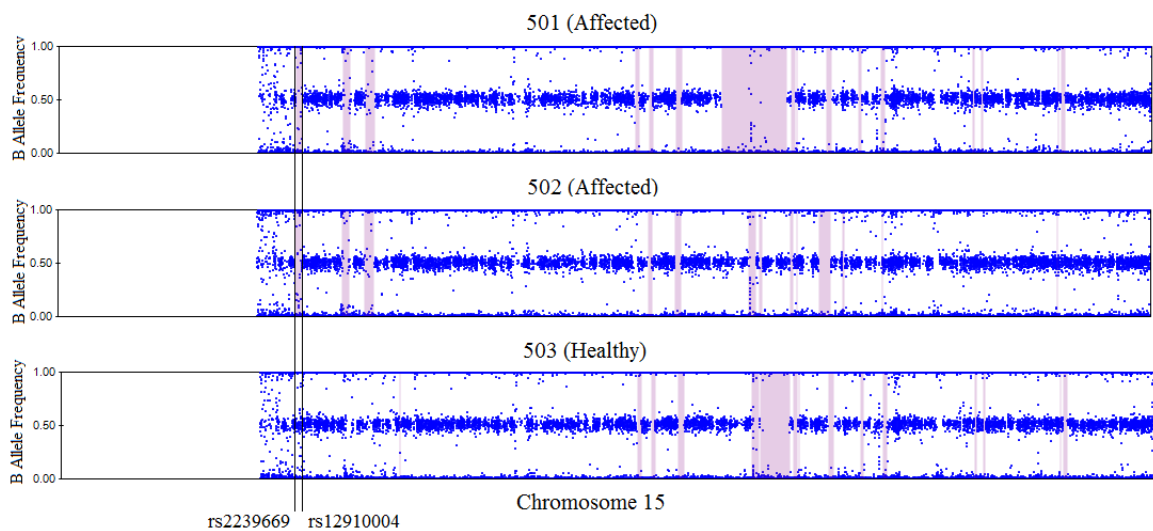 501 (Affected)
B Allele Frequency
1.00
0.50
0.00
502 (Affected)
B Allele Frequency
1.00
0.50
0.00
503 (Healthy)
B Allele Frequency
1.00
0.50
0.00
Chromosome 15
rs2239669 rs12910004